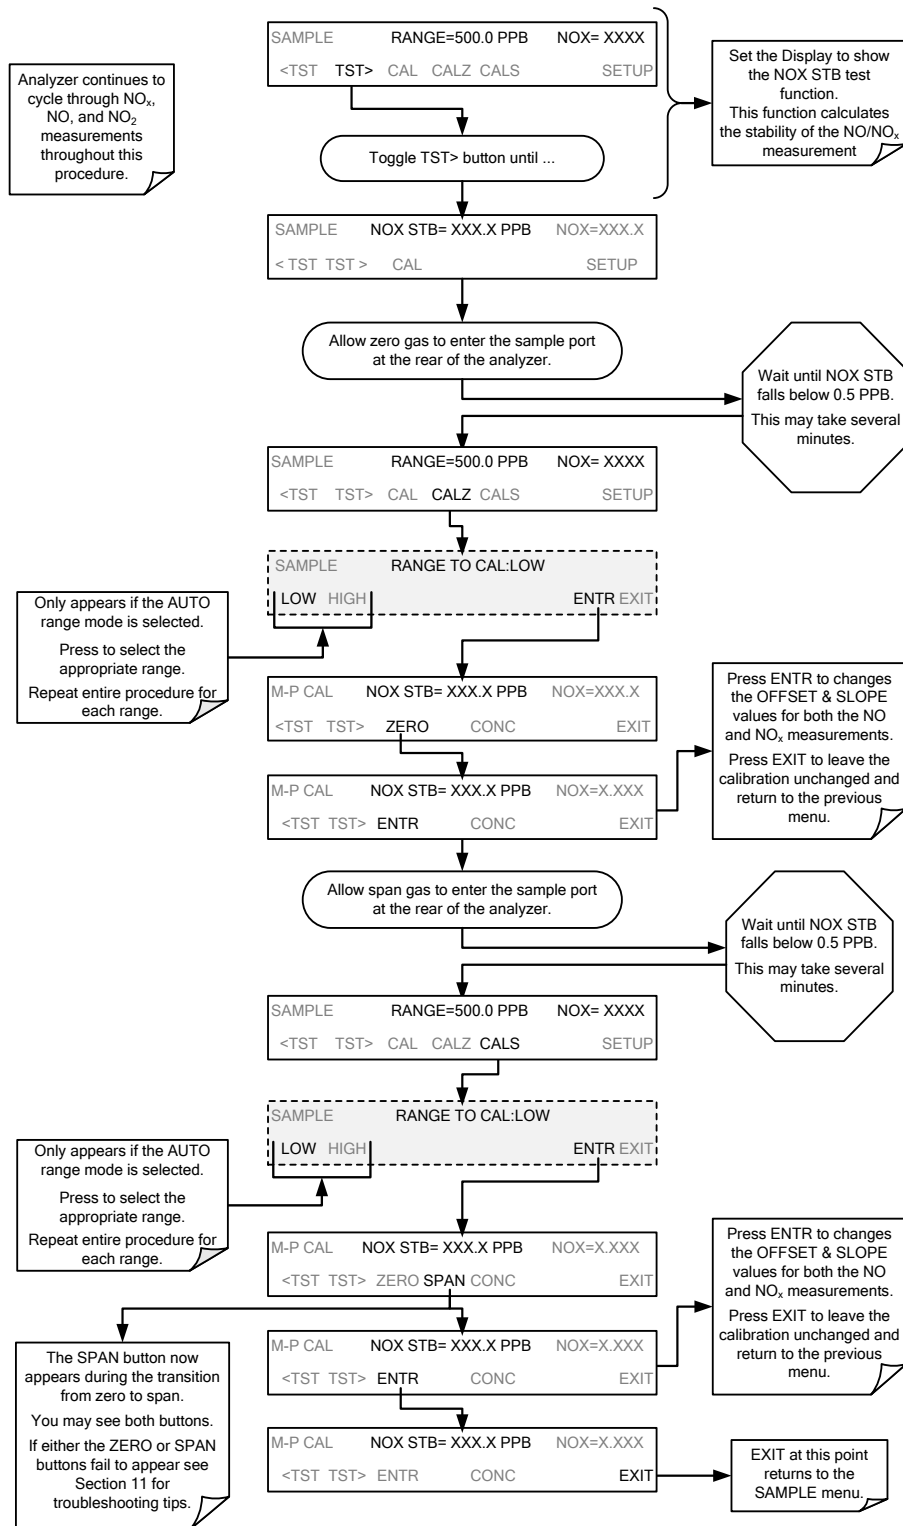 SAMPLE RANGE=500.0 PPB NOX= XXXX
<TST TST> CAL CALZ CALS SETUP
Analyzer continues to
cycle through NOx,
NO, and NO2
measurements
throughout this
procedure.
Set the Display to show
the NOX STB test
function.
This function calculates
the stability of the NO/NOx
measurement
Toggle TST> button until ...
SAMPLE NOX STB= XXX.X PPB NOX=XXX.X
< TST TST > CAL SETUP
Allow zero gas to enter the sample port
at the rear of the analyzer.
Wait until NOX STB
falls below 0.5 PPB.
This may take several
minutes.
SAMPLE RANGE=500.0 PPB NOX= XXXX
<TST TST> CAL CALZ CALS SETUP
SAMPLE RANGE TO CAL:LOW
LOW HIGH ENTR EXIT
Only appears if the AUTO
range mode is selected.
Press to select the
appropriate range.
Repeat entire procedure for
each range.
M-P CAL NOX STB= XXX.X PPB NOX=XXX.X
<TST TST> ZERO CONC EXIT
Press ENTR to changes
the OFFSET & SLOPE
values for both the NO
and NOx measurements.
Press EXIT to leave the
calibration unchanged and
return to the previous
menu.
M-P CAL NOX STB= XXX.X PPB NOX=X.XXX
<TST TST> ENTR CONC EXIT
Allow span gas to enter the sample port
at the rear of the analyzer.
Wait until NOX STB
falls below 0.5 PPB.
This may take several
minutes.
SAMPLE RANGE=500.0 PPB NOX= XXXX
<TST TST> CAL CALZ CALS SETUP
SAMPLE RANGE TO CAL:LOW
LOW HIGH ENTR EXIT
Only appears if the AUTO
range mode is selected.
Press to select the
appropriate range.
Repeat entire procedure for
each range.
M-P CAL NOX STB= XXX.X PPB NOX=X.XXX
<TST TST> ZERO SPAN CONC EXIT
Press ENTR to changes
the OFFSET & SLOPE
values for both the NO
and NOx measurements.
Press EXIT to leave the
calibration unchanged and
return to the previous
menu.
The SPAN button now
appears during the transition
from zero to span.
You may see both buttons.
If either the ZERO or SPAN
buttons fail to appear see
Section 11 for
troubleshooting tips.
M-P CAL NOX STB= XXX.X PPB NOX=X.XXX
<TST TST> ENTR CONC EXIT
M-P CAL NOX STB= XXX.X PPB NOX=X.XXX
<TST TST> ENTR CONC EXIT
EXIT at this point
returns to the
SAMPLE menu.